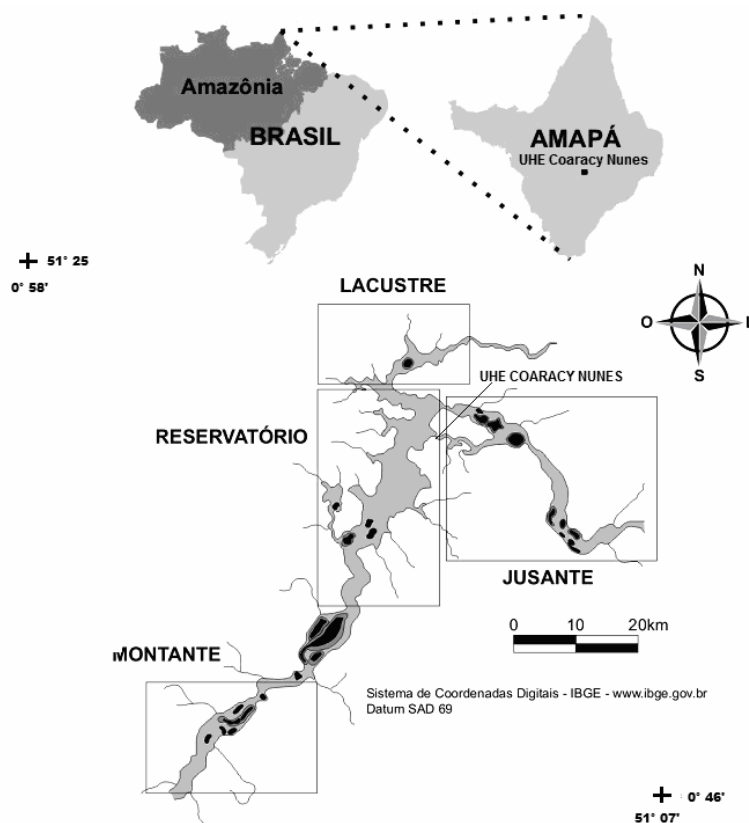 Amazônia
BRASIL
AMAPÁ
UHE Coaracy Nunes
51° 25
0 58'
LACUSTRE
N
O
S
UHE COARACY NUNES
RESERVATÓRIO
JUSANTE
0 10 20km
MONTANTE
Sistema de Coordenadas Digitais - IBGE - www.ibge.gov.br
Datum SAD 69
0 46'
51° 07'